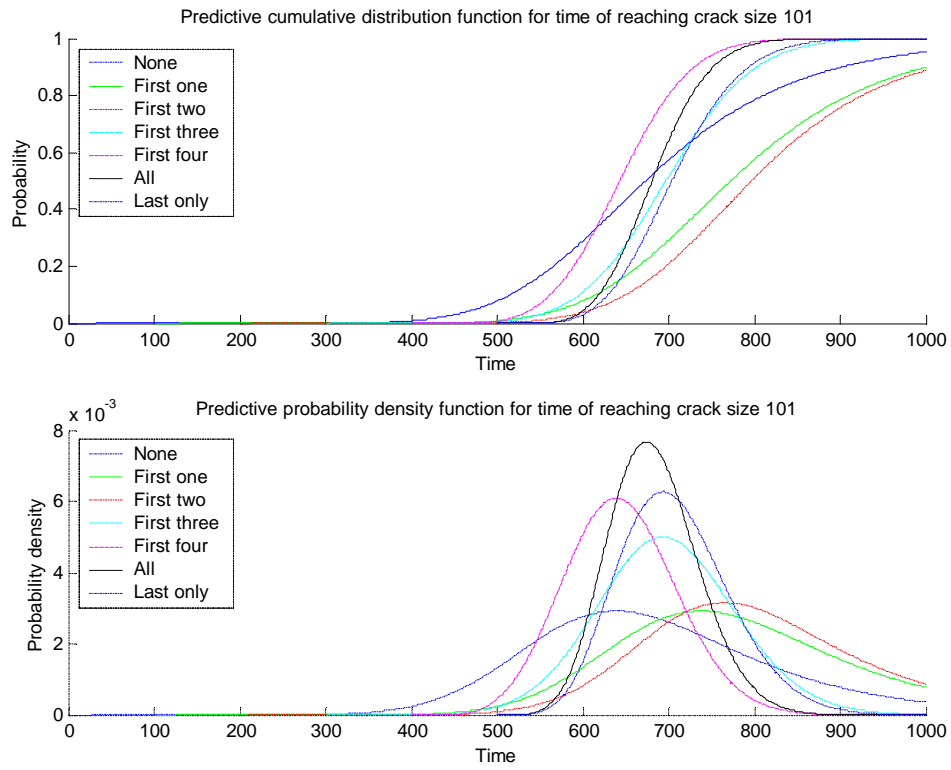 Predictive cumulative distribution function for time of reaching crack size 101
1
0.8
0.6
0.4
0.2
0
Probability
None
First one
First two
First three
First four
All
Last only
0 100 200 300 400 500 600 700 800 900 1000
Time
x 10^-3
Predictive probability density function for time of reaching crack size 101
8
6
4
2
0
Probability density
None
First one
First two
First three
First four
All
Last only
0 100 200 300 400 500 600 700 800 900 1000
Time